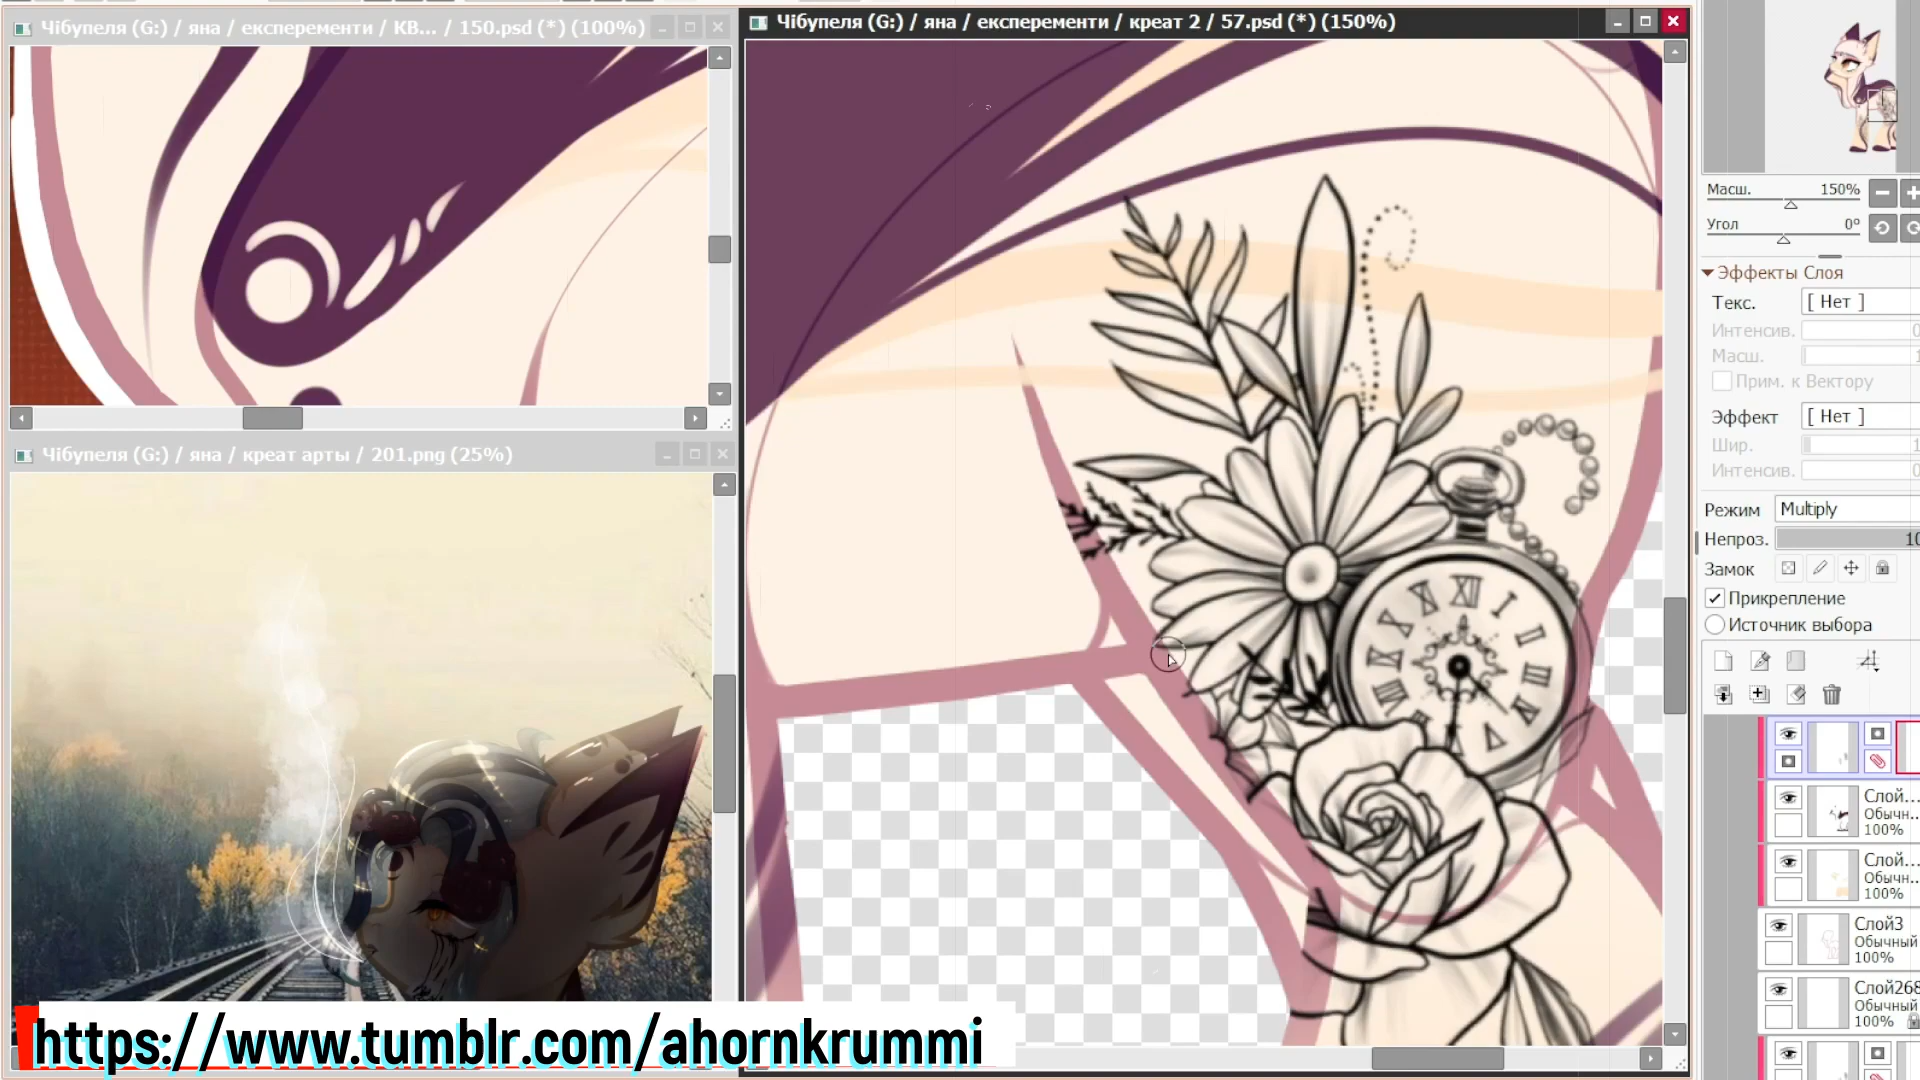 Чібупеля (G:) / яна / експеременти / КВ... / 150.psd (*) (100%)
Чібупеля (G:) / яна / експеременти / креат 2 / 57.psd (*) (150%)
Чібупеля (G:) / яна / креат арты / 201.png (25%)
Масш. 150%
Угол 0°
Эффекты Слоя
Текс. [ Нет ]
Интенсив.
Масш.
Прим. к Вектору
Эффект [ Нет ]
Шир.
Интенсив.
Режим Multiply
Непроз. 10
Замок
Прикрепление
Источник выбора
Слой...
Обычн..
100%
Слой...
Обычн..
100%
Слой3
Обычный
100%
Слой268
Обычный
100%
XII
https://www.tumblr.com/ahornkrummi